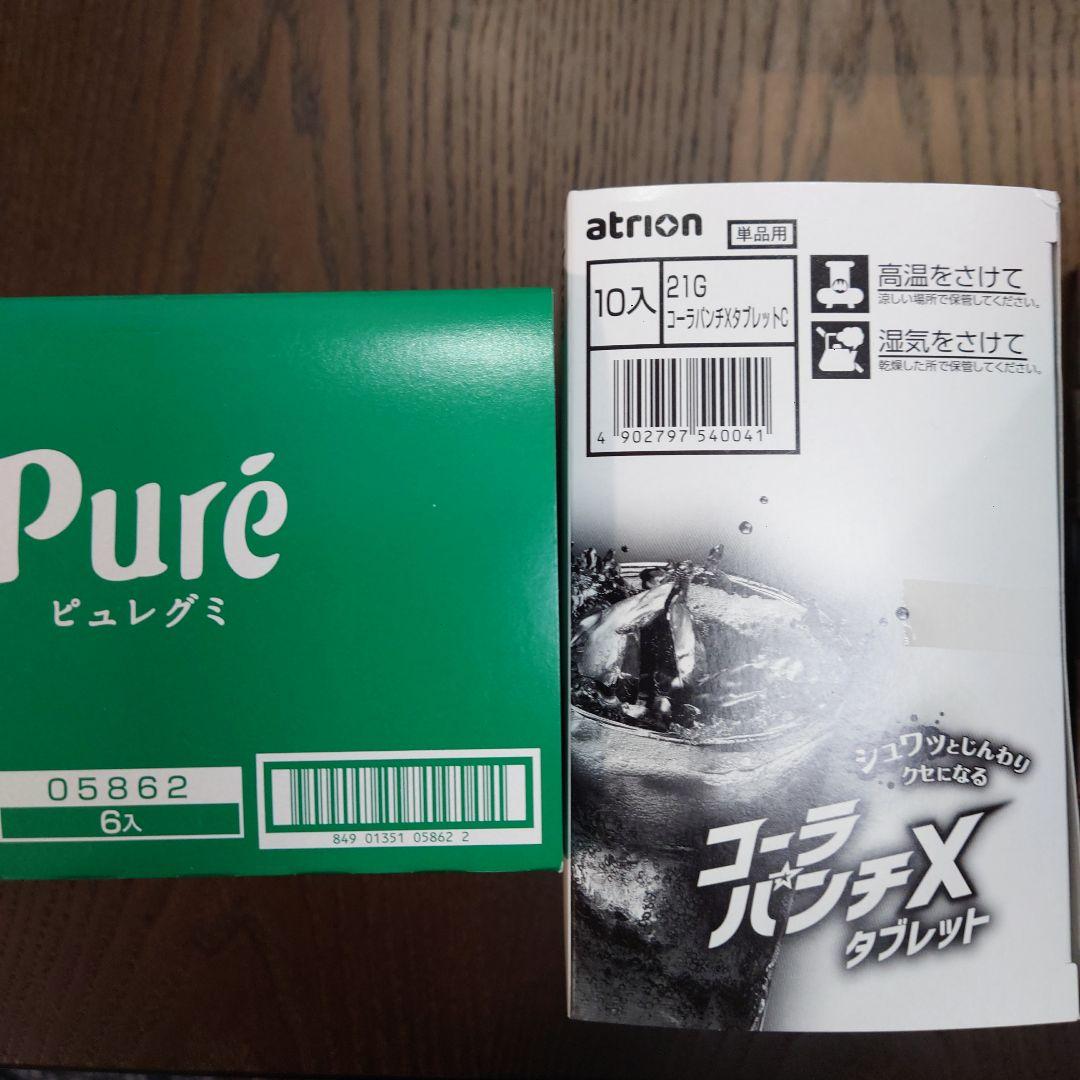 Puré
ピュレグミ
05862
6入
849 01351 05862 2
atrion
単品用
10入
21G
コーラパンチXタブレットC
4 902797 540041
高温をさけて
涼しい場所で保管してください。
湿気をさけて
乾燥した所で保管してください。
シュワッとじんわり
クセになる
コーラ
パ☆ンチX
タブレット